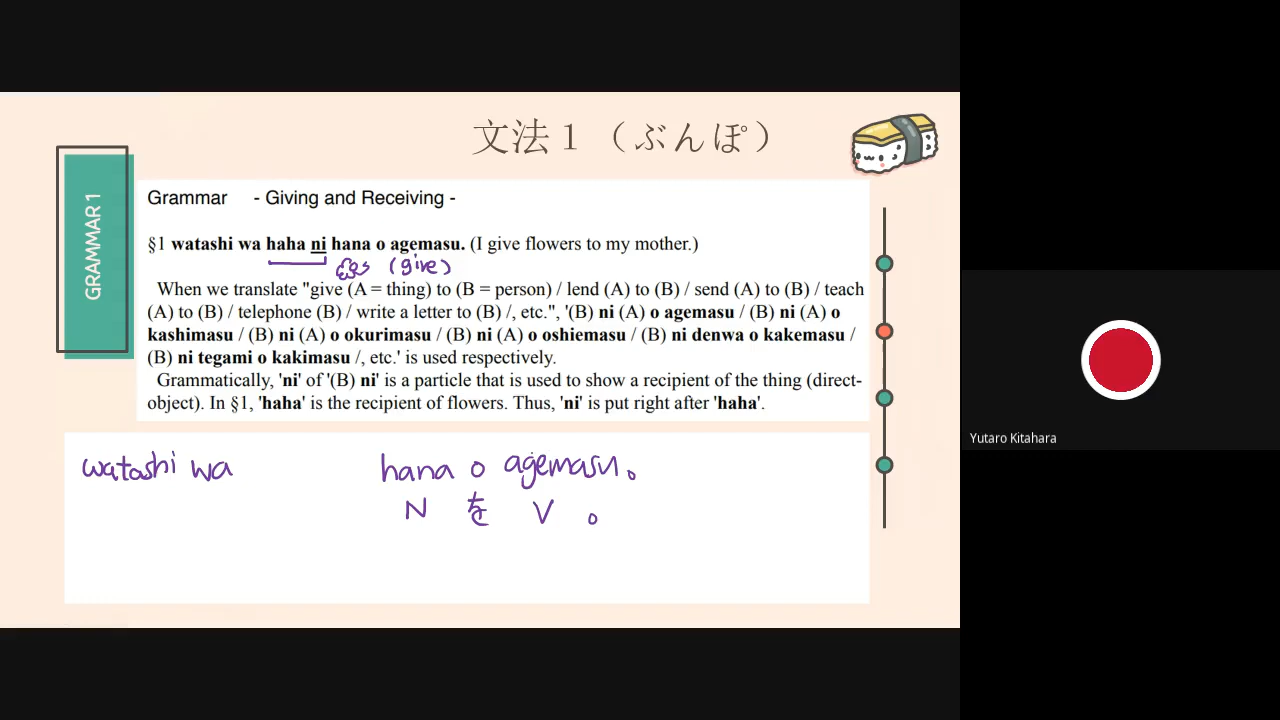 文法１（ぶんぽ）
GRAMMAR 1
Grammar - Giving and Receiving -
§1 watashi wa haha ni hana o agemasu. (I give flowers to my mother.)
(give)
When we translate "give (A = thing) to (B = person) / lend (A) to (B) / send (A) to (B) / teach
(A) to (B) / telephone (B) / write a letter to (B) /, etc.", '(B) ni (A) o agemasu / (B) ni (A) o
kashimasu / (B) ni (A) o okurimasu / (B) ni (A) o oshiemasu / (B) ni denwa o kakemasu /
(B) ni tegami o kakimasu /, etc.' is used respectively.
Grammatically, 'ni' of '(B) ni' is a particle that is used to show a recipient of the thing (direct-
object). In §1, 'haha' is the recipient of flowers. Thus, 'ni' is put right after 'haha'.
watashi wa hana o agemasu。
N を V 。
Yutaro Kitahara